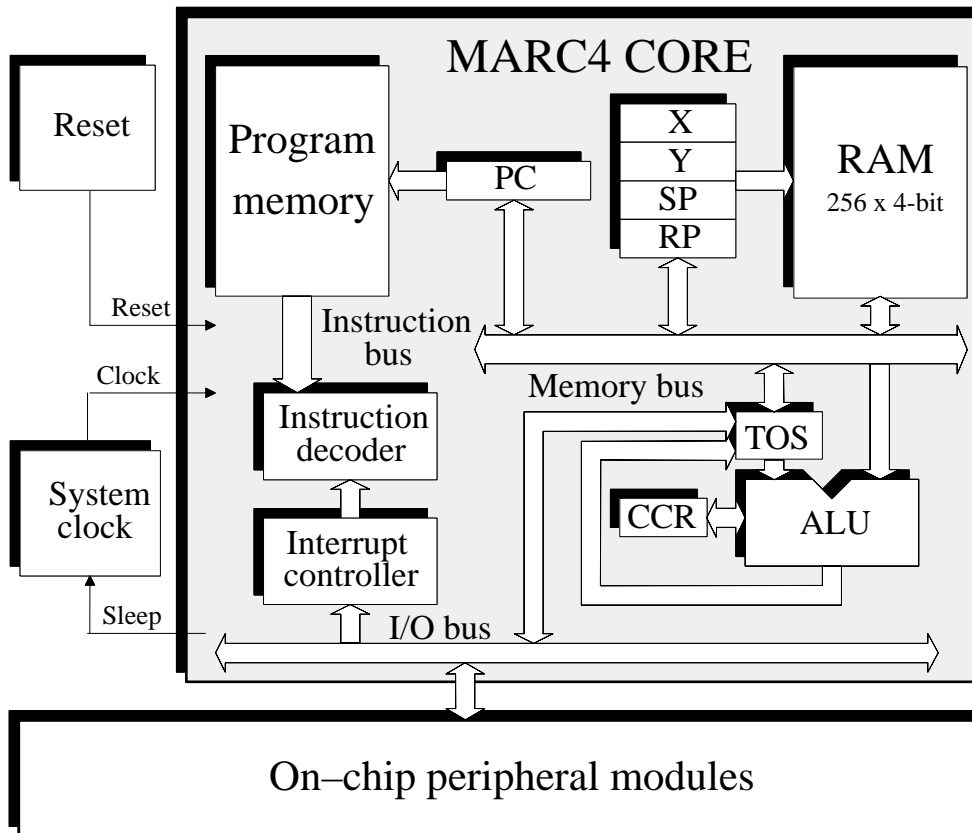 MARC4 CORE
Reset
Program
memory
PC
X
Y
SP
RP
RAM
256 x 4-bit
Reset
Instruction
bus
Clock
Memory bus
Instruction
decoder
TOS
System
clock
CCR
ALU
Interrupt
controller
Sleep
I/O bus
On–chip peripheral modules